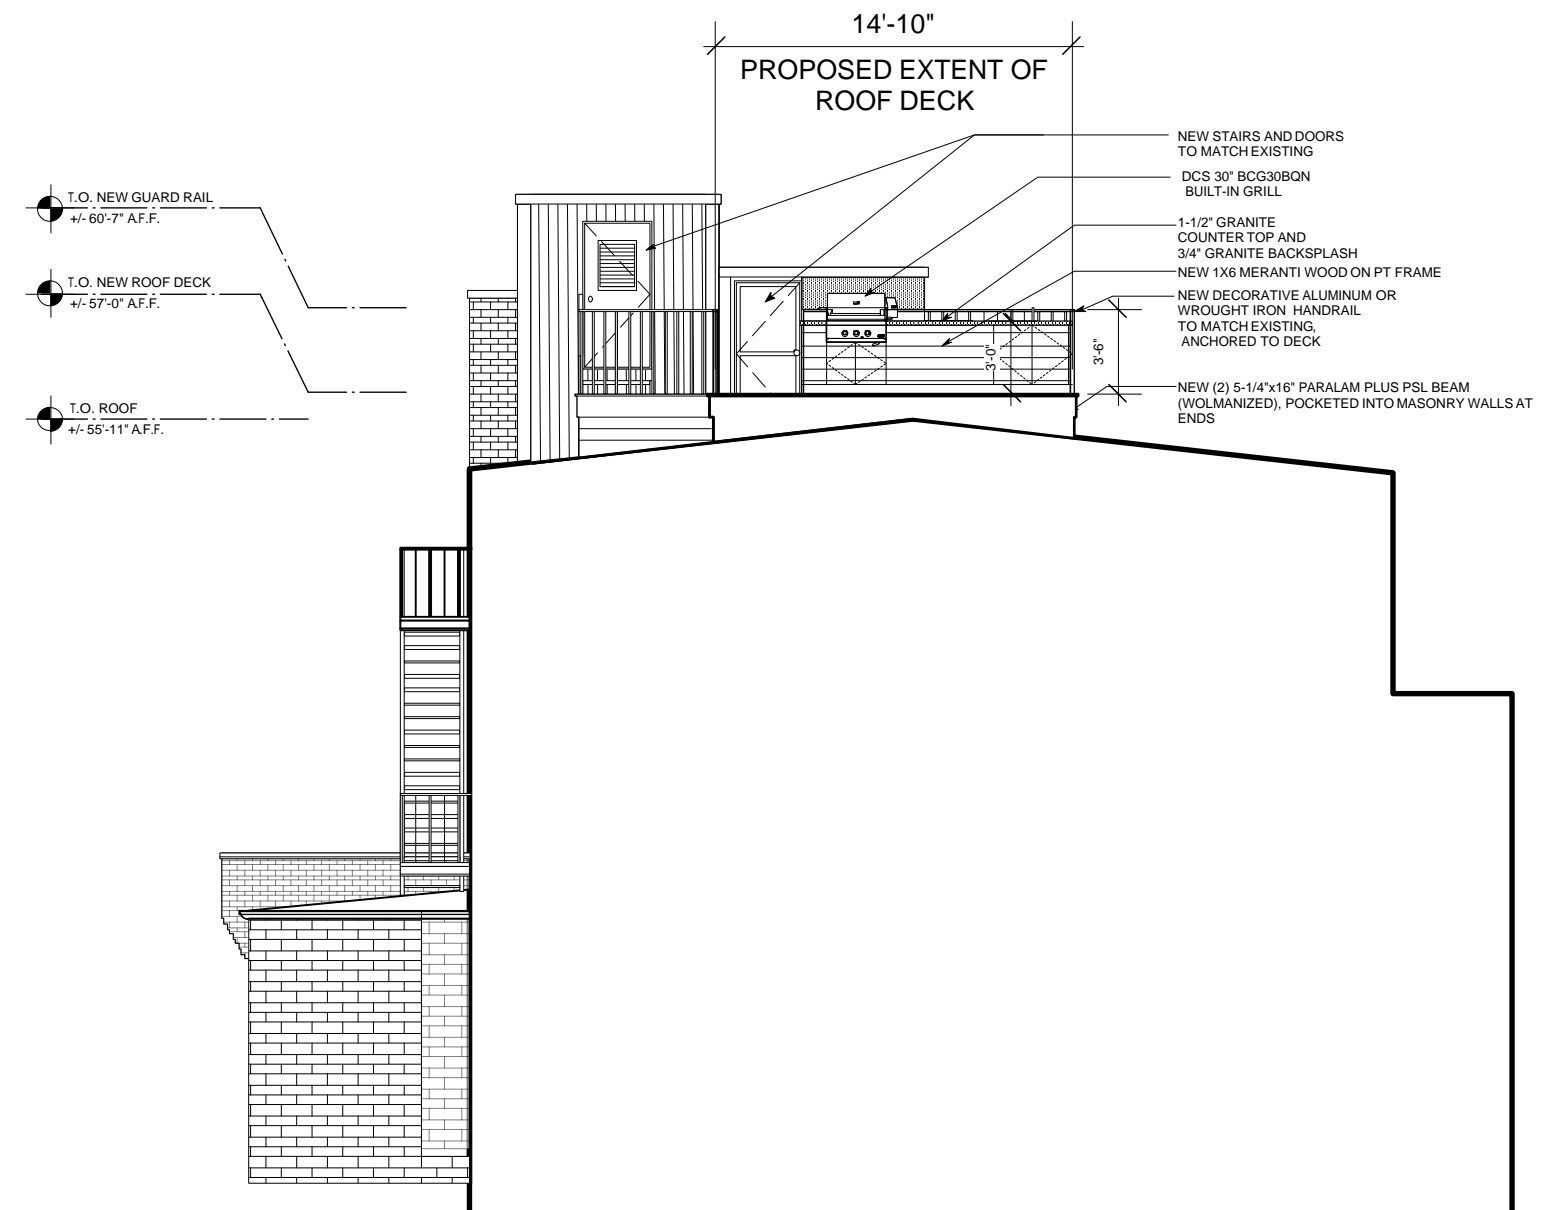 14'-10"
PROPOSED EXTENT OF
ROOF DECK
NEW STAIRS AND DOORS
TO MATCH EXISTING
DCS 30" BCG30BQN
BUILT-IN GRILL
1-1/2" GRANITE
COUNTER TOP AND
3/4" GRANITE BACKSPLASH
NEW 1X6 MERANTI WOOD ON PT FRAME
NEW DECORATIVE ALUMINUM OR
WROUGHT IRON HANDRAIL
TO MATCH EXISTING,
ANCHORED TO DECK
NEW (2) 5-1/4"x16" PARALAM PLUS PSL BEAM
(WOLMANIZED), POCKETED INTO MASONRY WALLS AT
ENDS
T.O. NEW GUARD RAIL
+/- 60'-7" A.F.F.
T.O. NEW ROOF DECK
+/- 57'-0" A.F.F.
T.O. ROOF
+/- 55'-11" A.F.F.
3'-0"
3'-6"